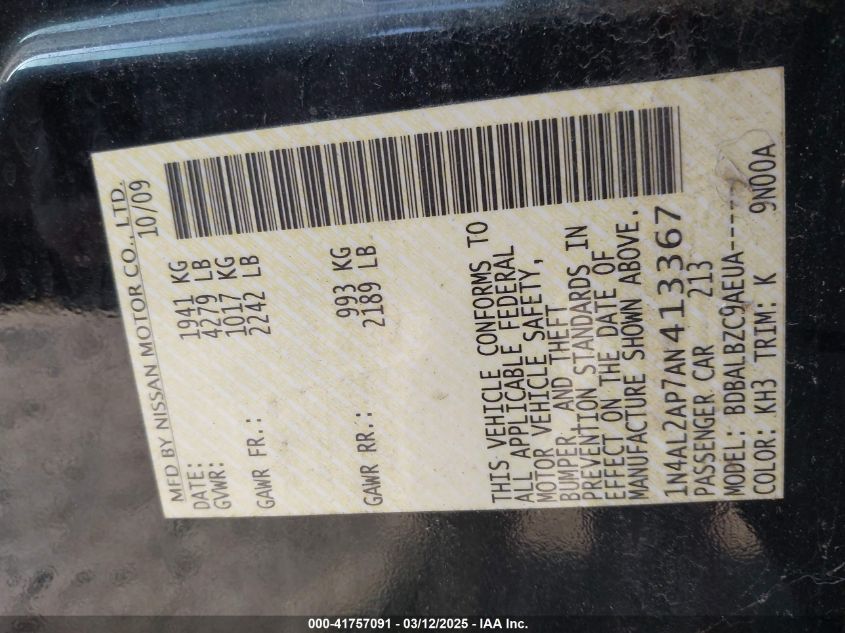 MFD BY NISSAN MOTOR CO., LTD.
DATE: 10/09
GVWR: 1941 KG
4279 LB
GAWR FR.: 1017 KG
2242 LB
GAWR RR.: 993 KG
2189 LB
THIS VEHICLE CONFORMS TO
ALL APPLICABLE FEDERAL
MOTOR VEHICLE SAFETY,
BUMPER, AND THEFT
PREVENTION STANDARDS IN
EFFECT ON THE DATE OF
MANUFACTURE SHOWN ABOVE.
1N4AL2AP7AN413367
PASSENGER CAR 213
MODEL: BDBALBZC9AEUA-----
COLOR: KH3 TRIM: K 9N00A
000-41757091 - 03/12/2025 - 1AA Inc.